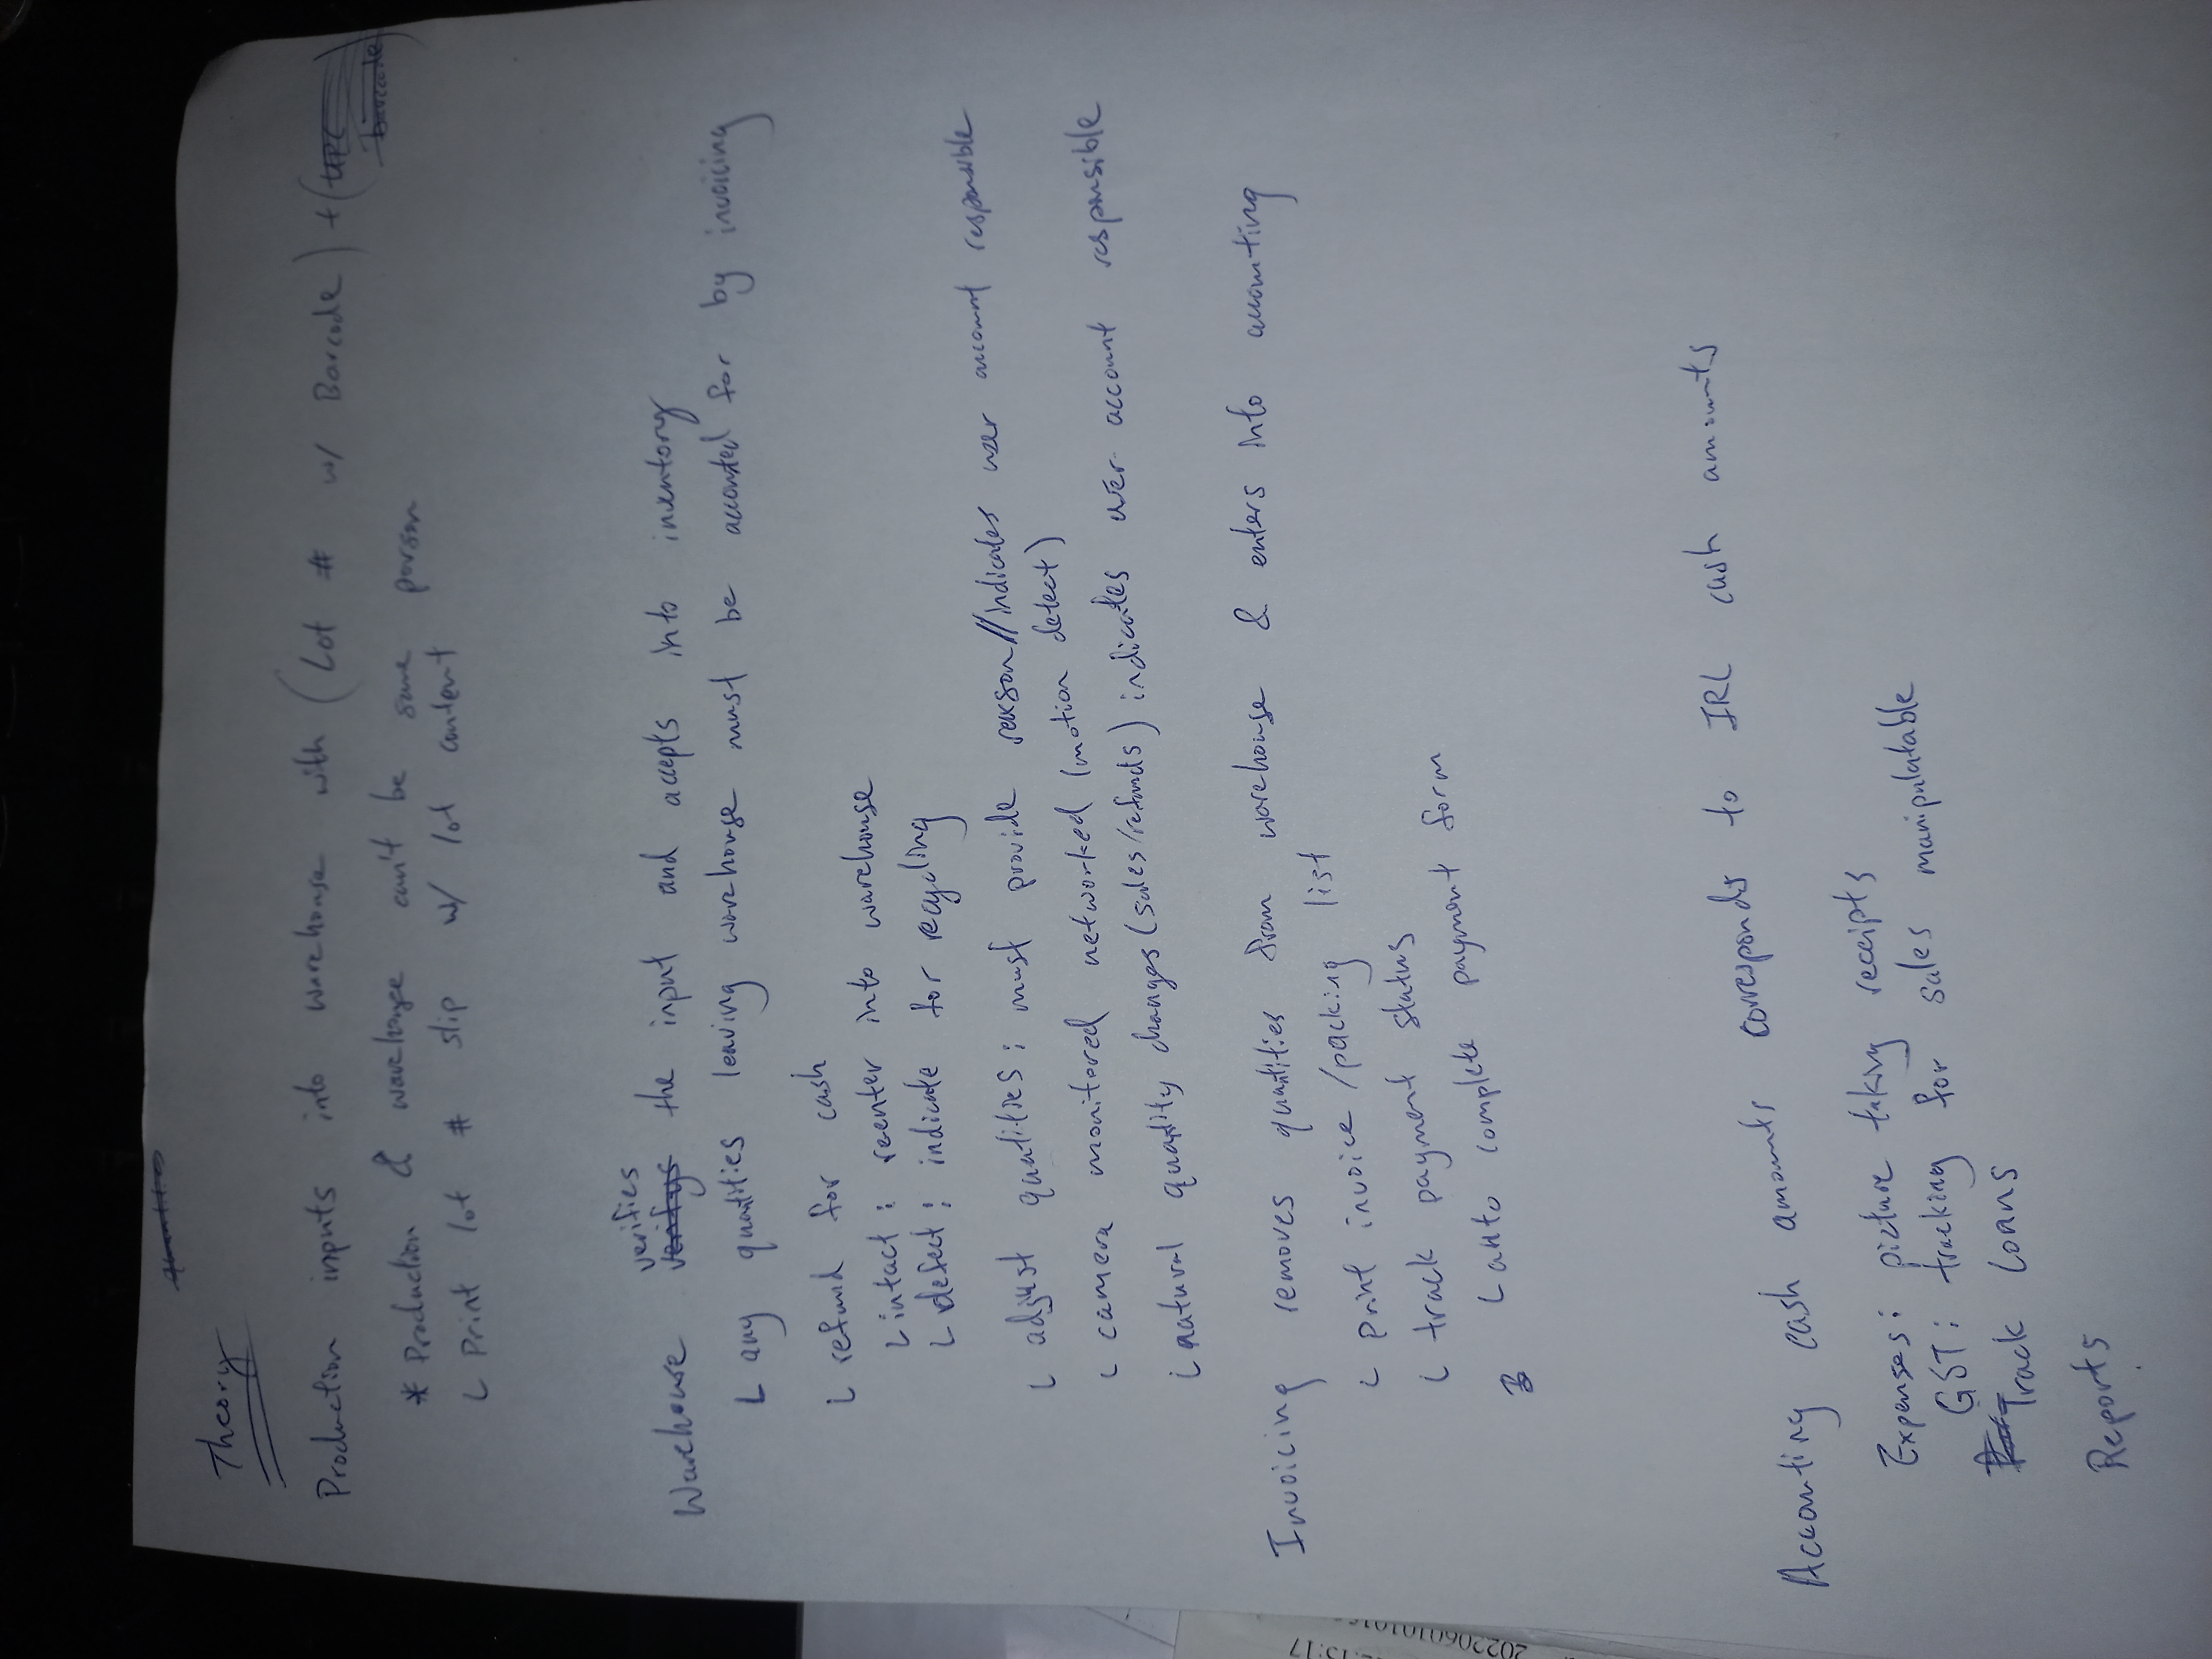 Theory
Production inputs into warehouse with (Lot # w/ Barcode) + (UPC
barcode)
* Production & warehouse can't be same person
L Print lot # slip w/ lot content
verifies
Warehouse verifys the input and accepts into inventory
L any quantities leaving warehouse must be accounted for by invoicing
L refund for cash
L intact : reenter into warehouse
L defect : indicate for recycling
L adjust quatities : must provide reason // indicates user account responsible
L camera monitored networked (motion detect)
L natural quantity changes (sales/refunds) indicates user account responsible
Invoicing removes quantities from warehouse & enters into accounting
L print invoice / packing list
L track payment status
L auto complete payment form
Accounting cash amounts corresponds to IRL cash amounts
Expenses : picture taking receipts
GST : tracking for sales manipulatable
Track Loans
Reports